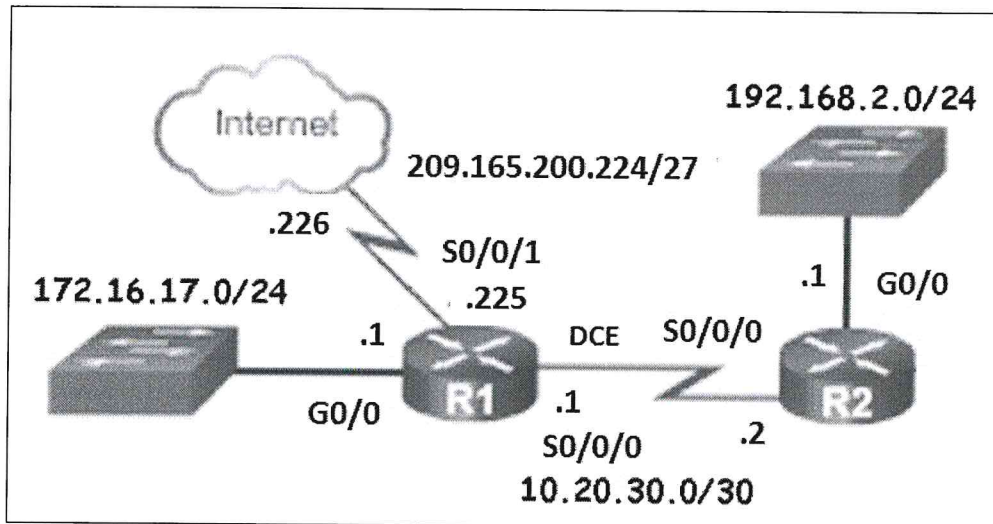 Internet
192.168.2.0/24
209.165.200.224/27
.226
S0/0/1
.1
G0/0
172.16.17.0/24
.225
.1
DCE
S0/0/0
R1
R2
G0/0
.1
.2
S0/0/0
10.20.30.0/30